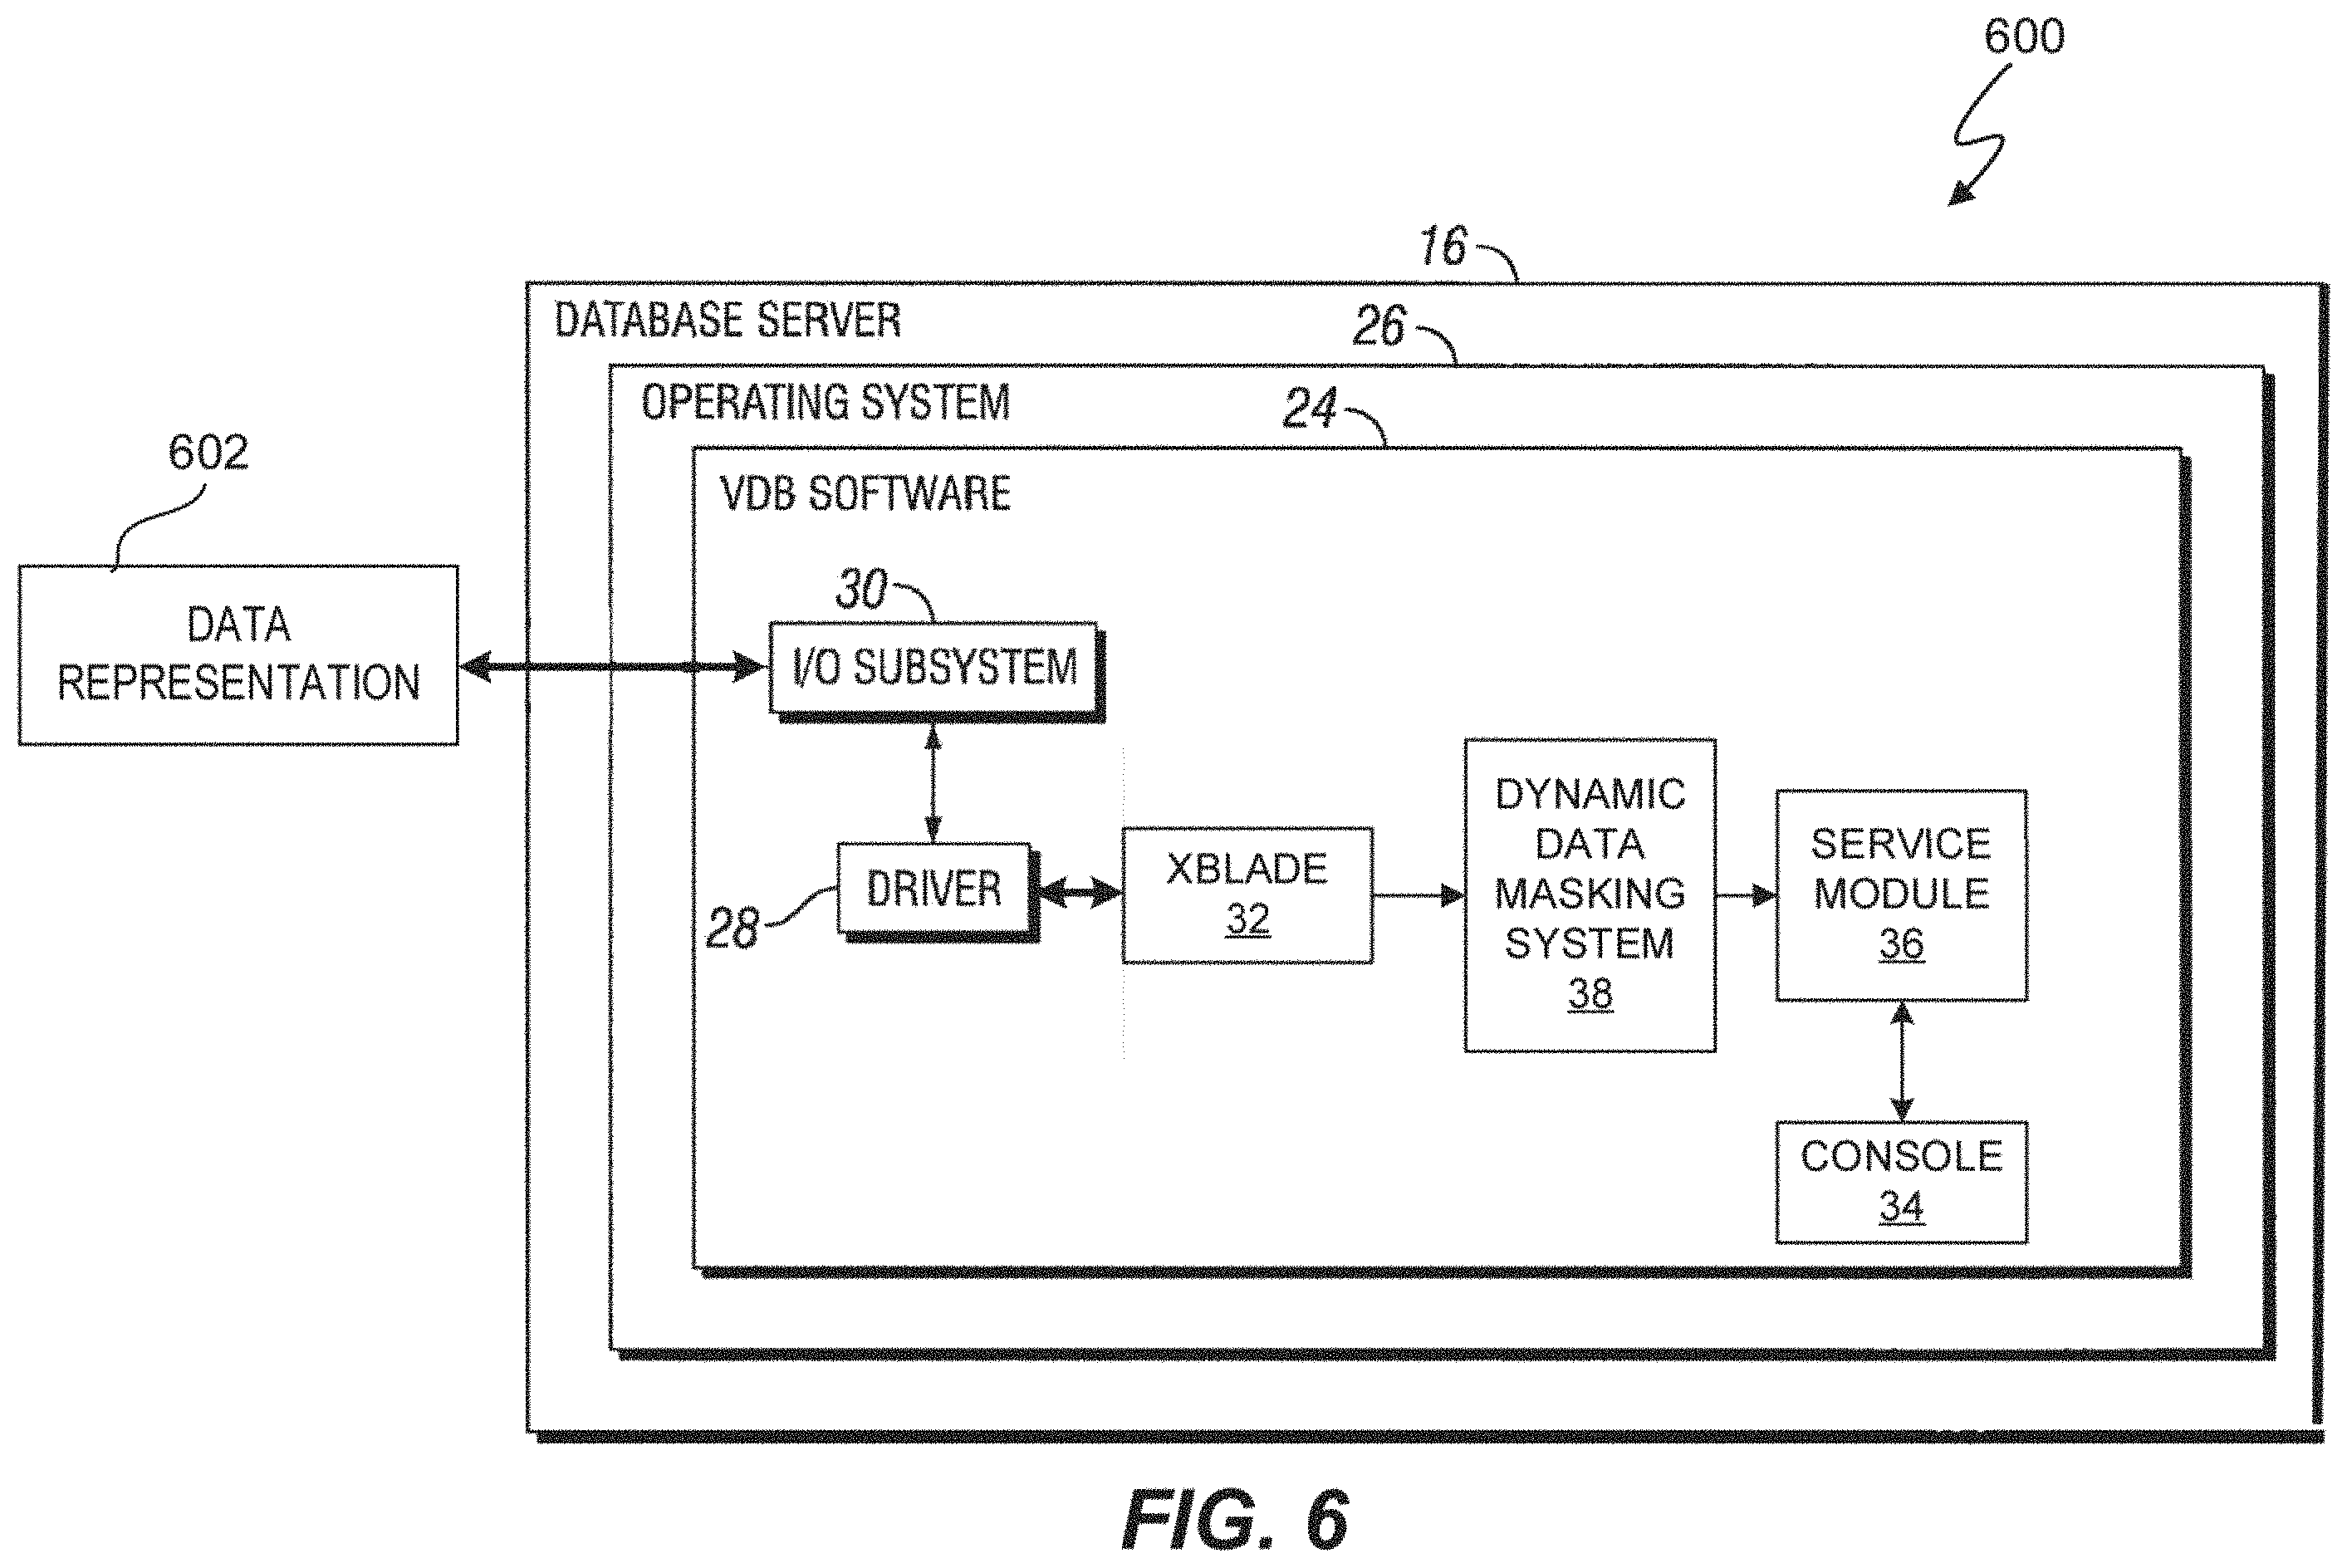 600
16
DATABASE SERVER
26
OPERATING SYSTEM
24
602
VDB SOFTWARE
30
DATA
REPRESENTATION
I/O SUBSYSTEM
DRIVER
28
XBLADE
32
DYNAMIC
DATA
MASKING
SYSTEM
38
SERVICE
MODULE
36
CONSOLE
34
FIG. 6